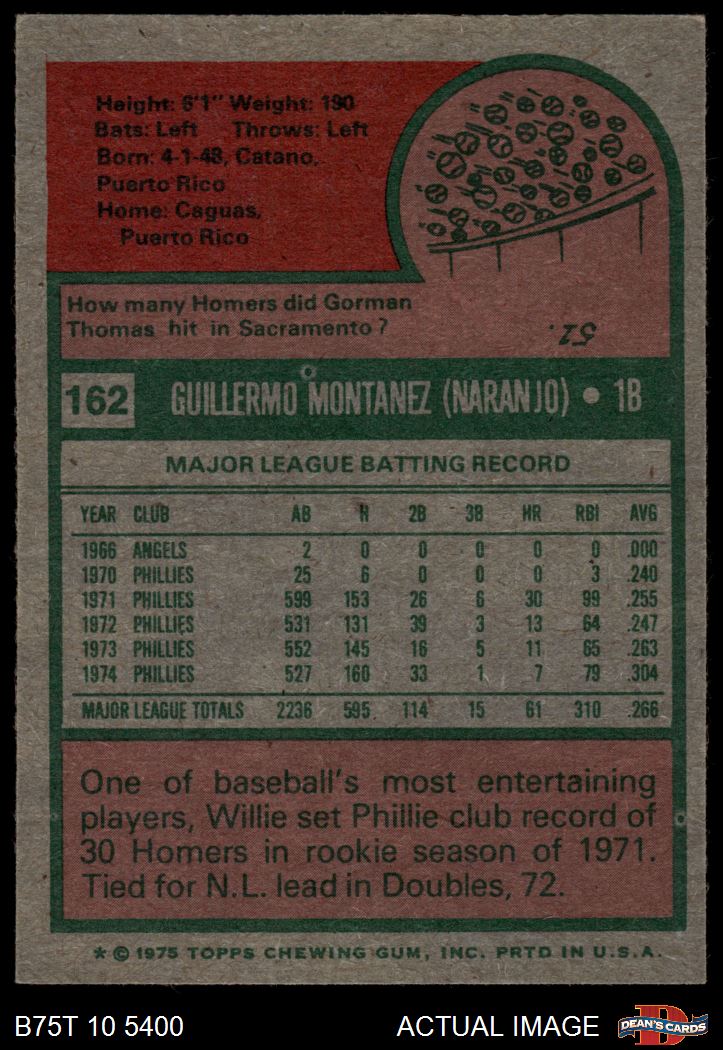 Height: 6'1" Weight: 190
Bats: Left Throws: Left
Born: 4-1-48, Catano,
Puerto Rico
Home: Caguas,
Puerto Rico
How many Homers did Gorman
Thomas hit in Sacramento?
51.
162 GUILLERMO MONTANEZ (NARANJO) • 1B
MAJOR LEAGUE BATTING RECORD
YEAR CLUB AB H 2B 3B HR RBI AVG
1966 ANGELS 2 0 0 0 0 0 .000
1970 PHILLIES 25 6 0 0 0 3 .240
1971 PHILLIES 599 153 26 6 30 99 .255
1972 PHILLIES 531 131 39 3 13 64 .247
1973 PHILLIES 552 145 16 5 11 65 .263
1974 PHILLIES 527 160 33 1 7 79 .304
MAJOR LEAGUE TOTALS 2236 595 114 15 61 310 .266
One of baseball's most entertaining
players, Willie set Phillie club record of
30 Homers in rookie season of 1971.
Tied for N.L. lead in Doubles, 72.
* © 1975 TOPPS CHEWING GUM, INC. PRTD IN U.S.A.
B75T 10 5400 ACTUAL IMAGE
D
DEAN'S CARDS